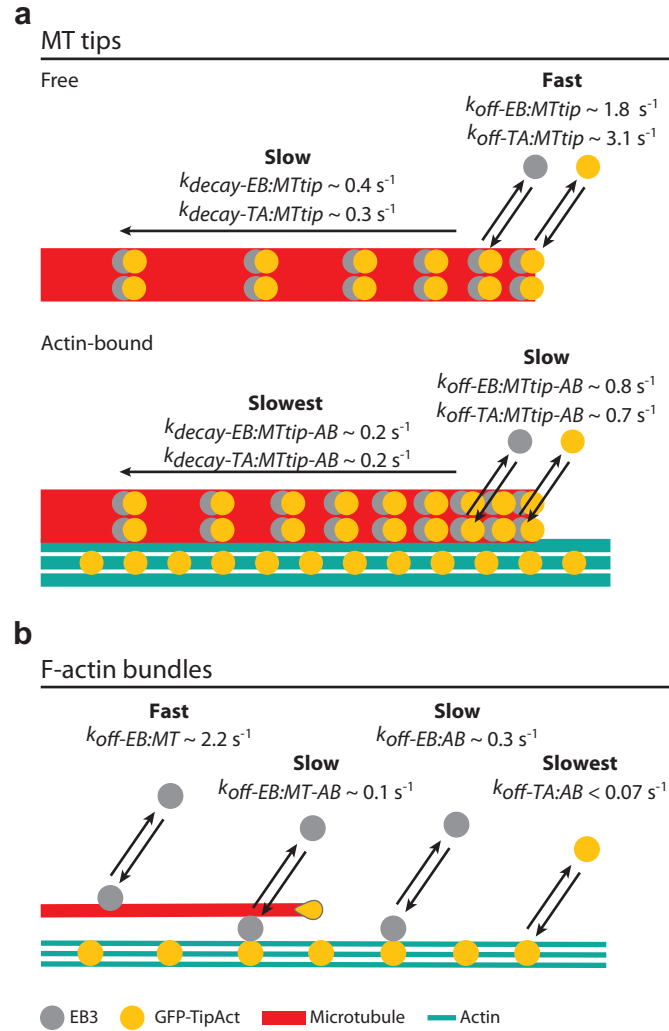 a
MT tips
Free
Fast
koff-EB:MTtip ~ 1.8 s-1
koff-TA:MTtip ~ 3.1 s-1
Slow
kdecay-EB:MTtip ~ 0.4 s-1
kdecay-TA:MTtip ~ 0.3 s-1
Actin-bound
Slow
koff-EB:MTtip-AB ~ 0.8 s-1
koff-TA:MTtip-AB ~ 0.7 s-1
Slowest
kdecay-EB:MTtip-AB ~ 0.2 s-1
kdecay-TA:MTtip-AB ~ 0.2 s-1
b
F-actin bundles
Fast
koff-EB:MT ~ 2.2 s-1
Slow
koff-EB:AB ~ 0.3 s-1
Slow
koff-EB:MT-AB ~ 0.1 s-1
Slowest
koff-TA:AB < 0.07 s-1
EB3 GFP-TipAct Microtubule Actin